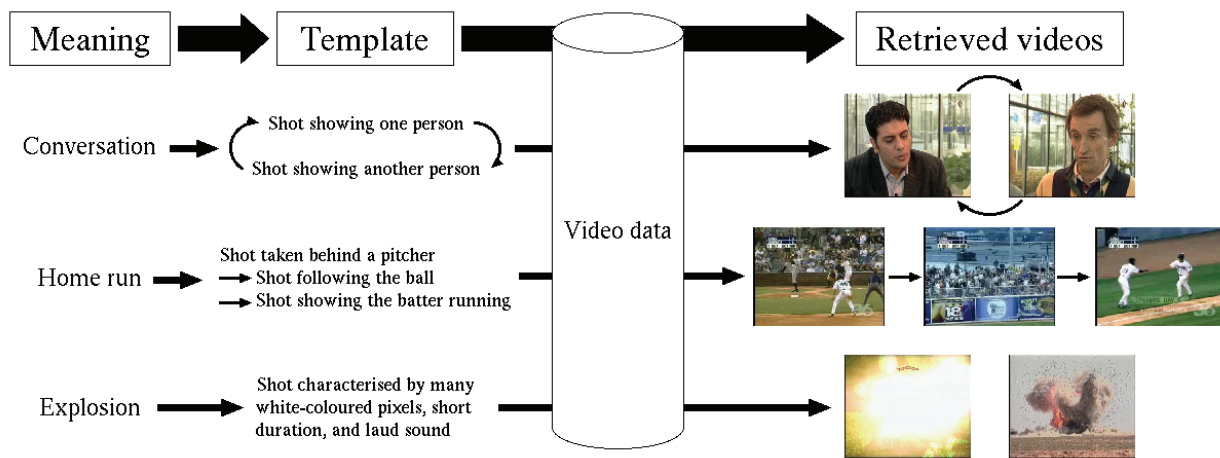 Meaning
Template
Retrieved videos
Conversation
Shot showing one person
Shot showing another person
Video data
Home run
Shot taken behind a pitcher
Shot following the ball
Shot showing the batter running
18
Explosion
Shot characterised by many
white-coloured pixels, short
duration, and laud sound